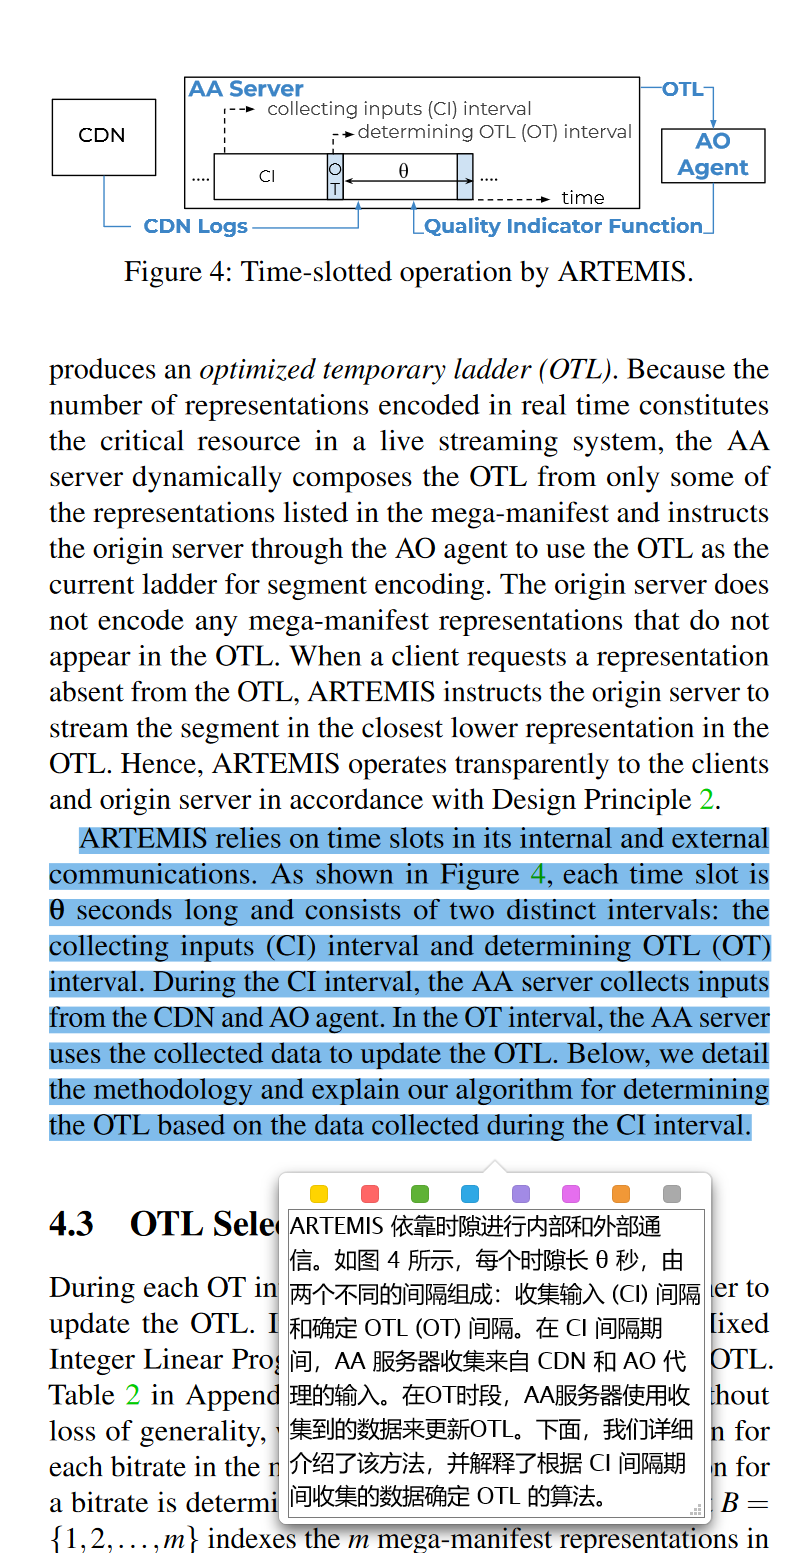 AA Server
OTL
collecting inputs (CI) interval
determining OTL (OT) interval
CDN
AO
Agent
....
CI
O
T
θ
....
time
CDN Logs
Quality Indicator Function
Figure 4: Time-slotted operation by ARTEMIS.
produces an optimized temporary ladder (OTL). Because the
number of representations encoded in real time constitutes
the critical resource in a live streaming system, the AA
server dynamically composes the OTL from only some of
the representations listed in the mega-manifest and instructs
the origin server through the AO agent to use the OTL as the
current ladder for segment encoding. The origin server does
not encode any mega-manifest representations that do not
appear in the OTL. When a client requests a representation
absent from the OTL, ARTEMIS instructs the origin server to
stream the segment in the closest lower representation in the
OTL. Hence, ARTEMIS operates transparently to the clients
and origin server in accordance with Design Principle 2.
ARTEMIS relies on time slots in its internal and external
communications. As shown in Figure 4, each time slot is
θ seconds long and consists of two distinct intervals: the
collecting inputs (CI) interval and determining OTL (OT)
interval. During the CI interval, the AA server collects inputs
from the CDN and AO agent. In the OT interval, the AA server
uses the collected data to update the OTL. Below, we detail
the methodology and explain our algorithm for determining
the OTL based on the data collected during the CI interval.
4.3 OTL Sele
ARTEMIS 依靠时隙进行内部和外部通
信。如图 4 所示，每个时隙长 θ 秒，由
两个不同的间隔组成：收集输入 (CI) 间隔
和确定 OTL (OT) 间隔。在 CI 间隔期
间，AA 服务器收集来自 CDN 和 AO 代
理的输入。在OT时段，AA服务器使用收
集到的数据来更新OTL。下面，我们详细
介绍了该方法，并解释了根据 CI 间隔期
间收集的数据确定 OTL 的算法。
During each OT in
er to
update the OTL.
ixed
Integer Linear Prog
OTL.
Table 2 in Append
thout
loss of generality,
n for
each bitrate in the
on for
a bitrate is determi
B =
{1,2,...,m} indexes the m mega-manifest representations in